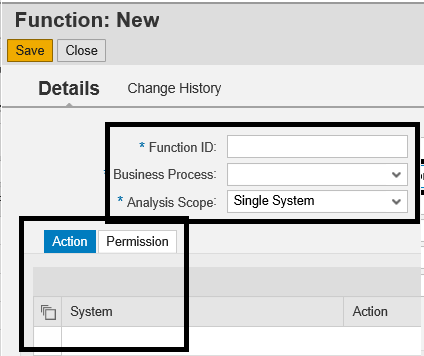 Function: New
Save Close
Details Change History
* Function ID:
* Business Process:
* Analysis Scope: Single System
Action Permission
System Action